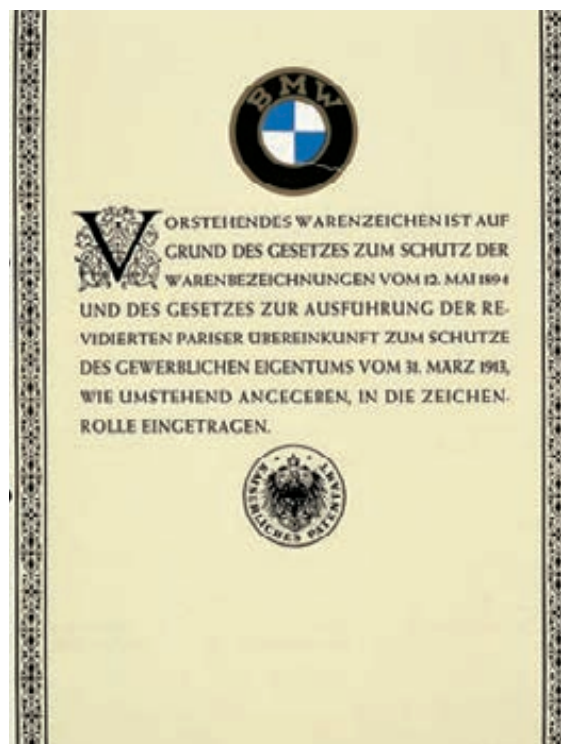 BMW
VORSTEHENDES WARENZEICHEN IST AUF
GRUND DES GESETZES ZUM SCHUTZ DER
WARENBEZEICHNUNGEN VOM 12. MAI 1894
UND DES GESETZES ZUR AUSFÜHRUNG DER RE-
VIDIERTEN PARISER ÜBEREINKUNFT ZUM SCHUTZE
DES GEWERBLICHEN EIGENTUMS VOM 31. MÄRZ 1913,
WIE UMSTEHEND ANGEGEBEN, IN DIE ZEICHEN-
ROLLE EINGETRAGEN.
KAISERLICHES PATENTAMT